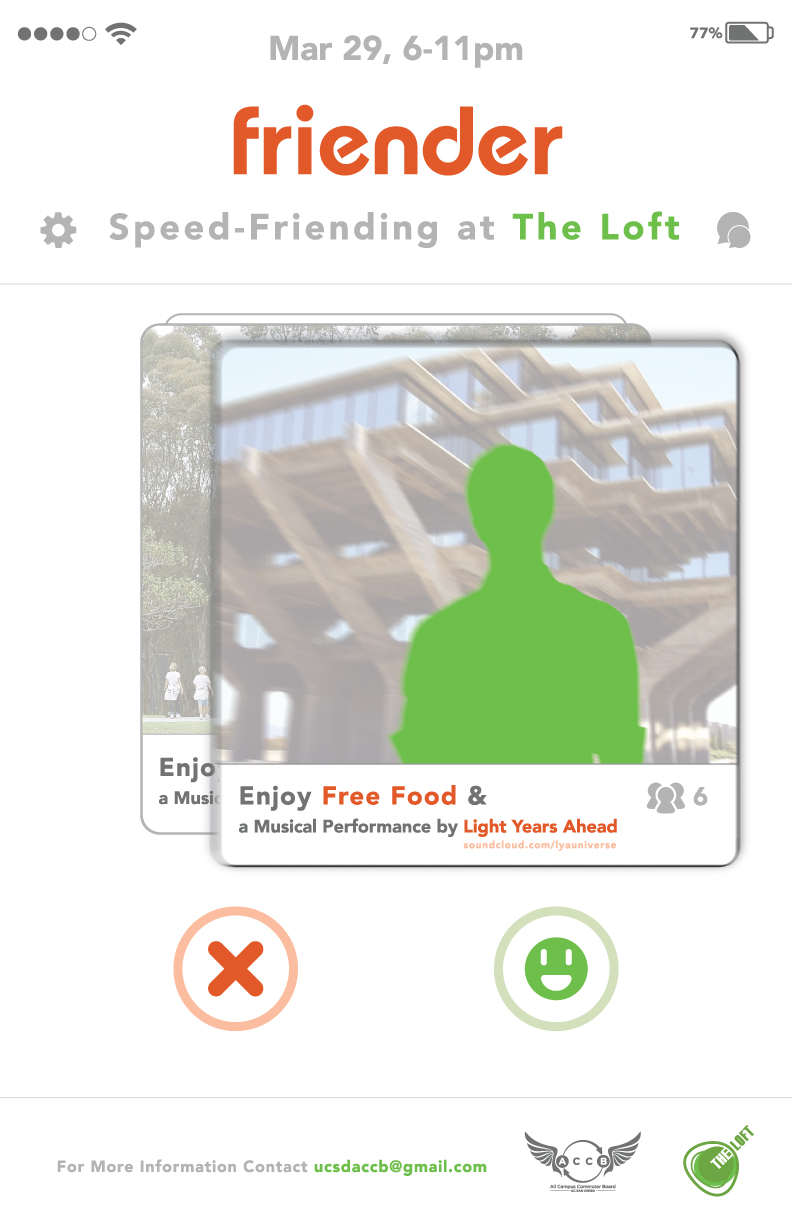 77%
Mar 29, 6-11pm
friender
Speed-Friending at The Loft
Enjo
a Music
Enjoy Free Food &
6
a Musical Performance by Light Years Ahead
soundcloud.com/lyauniverse
For More Information Contact ucsdaccb@gmail.com
A C C B
All Campus Commuter Board
UC SAN DIEGO
THE LOFT